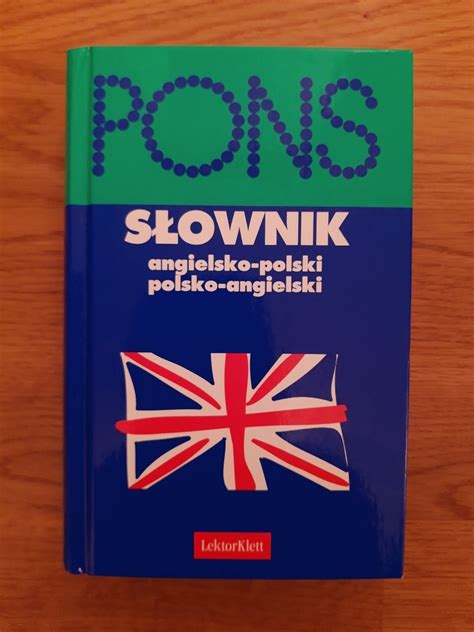 PONS
SŁOWNIK
angielsko-polski
polsko-angielski
LektorKlett